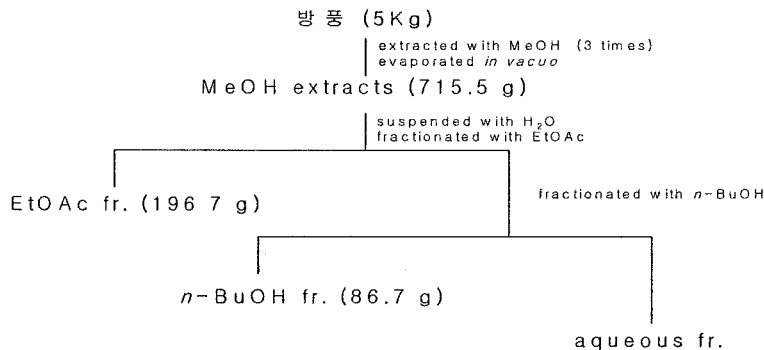 방 풍 (5Kg)
extracted with MeOH (3 times)
evaporated in vacuo
MeOH extracts (715.5 g)
suspended with H₂O
fractionated with EtOAc
EtOAc fr. (196 7 g)
fractionated with n-BuOH
n-BuOH fr. (86.7 g)
aqueous fr.